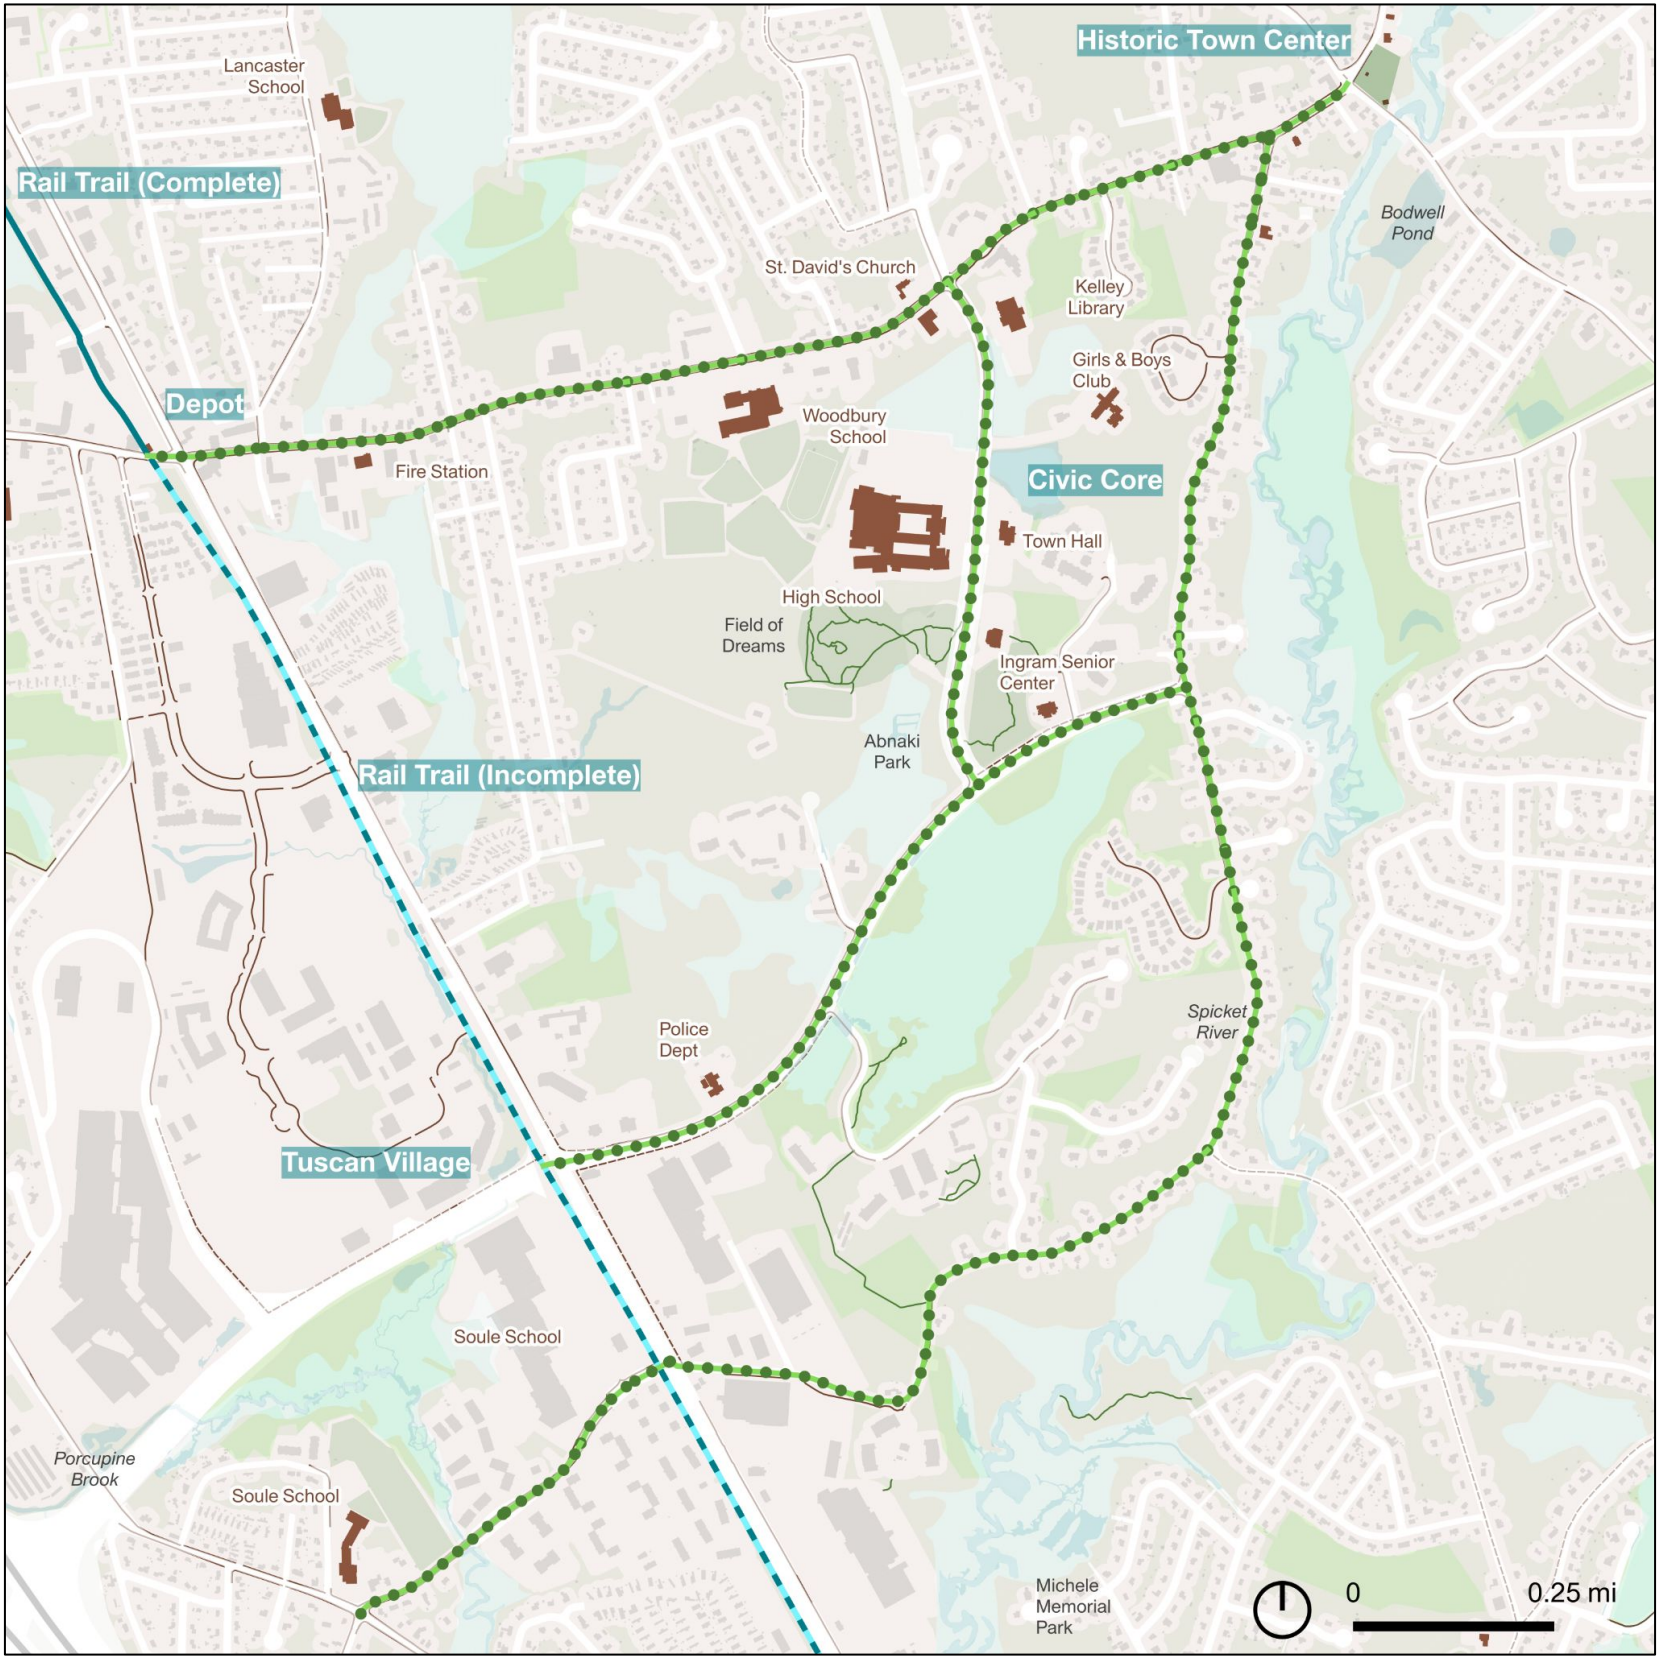 Historic Town Center
Lancaster
School
Rail Trail (Complete)
Bodwell
Pond
St. David's Church
Kelley
Library
Girls & Boys
Club
Depot
Woodbury
School
Fire Station
Civic Core
Town Hall
High School
Field of
Dreams
Ingram Senior
Center
Abnaki
Park
Rail Trail (Incomplete)
Spicket
River
Police
Dept
Tuscan Village
Soule School
Porcupine
Brook
Soule School
Michele
Memorial
Park
0 0.25 mi